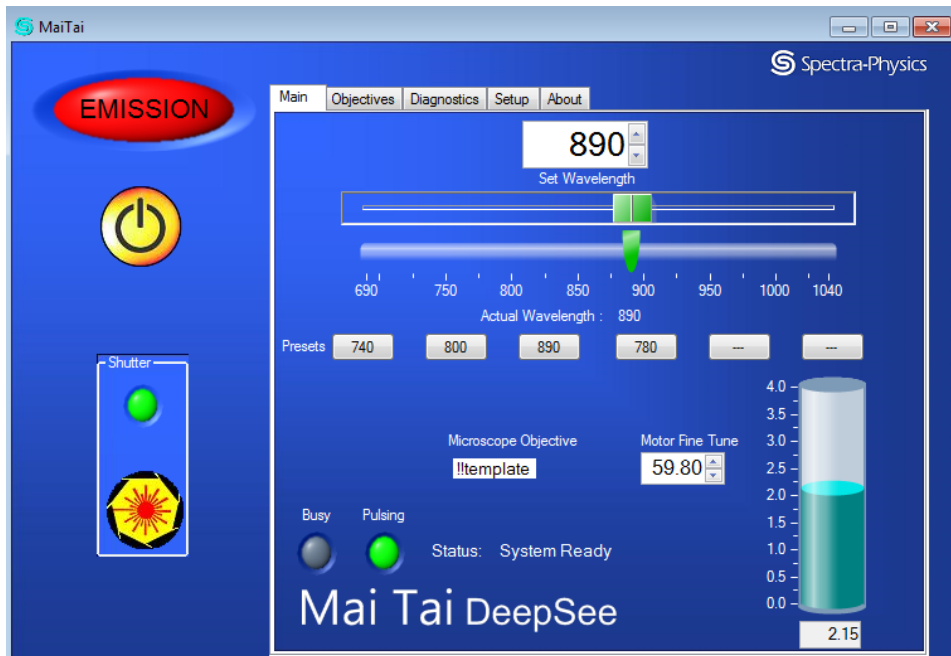 MaiTai
Spectra-Physics
EMISSION
Main Objectives Diagnostics Setup About
890
Set Wavelength
690 750 800 850 900 950 1000 1040
Actual Wavelength : 890
Presets 740 800 890 780 --- ---
Shutter
4.0
3.5
3.0
2.5
2.0
1.5
1.0
0.5
0.0
2.15
Microscope Objective
!!template
Motor Fine Tune
59.80
Busy Pulsing
Status: System Ready
Mai Tai DeepSee